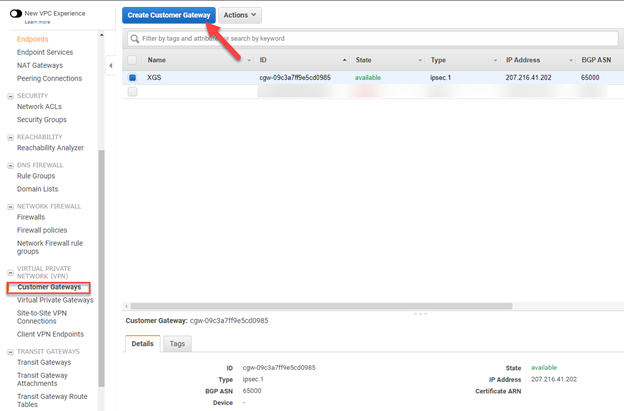 New VPC Experience
Learn more
Endpoints
Endpoint Services
NAT Gateways
Peering Connections
SECURITY
Network ACLs
Security Groups
REACHABILITY
Reachability Analyzer
DNS FIREWALL
Rule Groups
Domain Lists
NETWORK FIREWALL
Firewalls
Firewall policies
Network Firewall rule
groups
VIRTUAL PRIVATE
NETWORK (VPN)
Customer Gateways
Virtual Private Gateways
Site-to-Site VPN
Connections
Client VPN Endpoints
TRANSIT GATEWAYS
Transit Gateways
Transit Gateway
Attachments
Transit Gateway Route
Tables
Create Customer Gateway Actions
Filter by tags and attributes or search by keyword
Name ID State Type IP Address BGP ASN
XGS cgw-09c3a7ff9e5cd0985 available ipsec.1 207.216.41.202 65000
Customer Gateway: cgw-09c3a7ff9e5cd0985
Details Tags
ID cgw-09c3a7ff9e5cd0985 State available
Type ipsec.1 IP Address 207.216.41.202
BGP ASN 65000 Certificate ARN
Device -